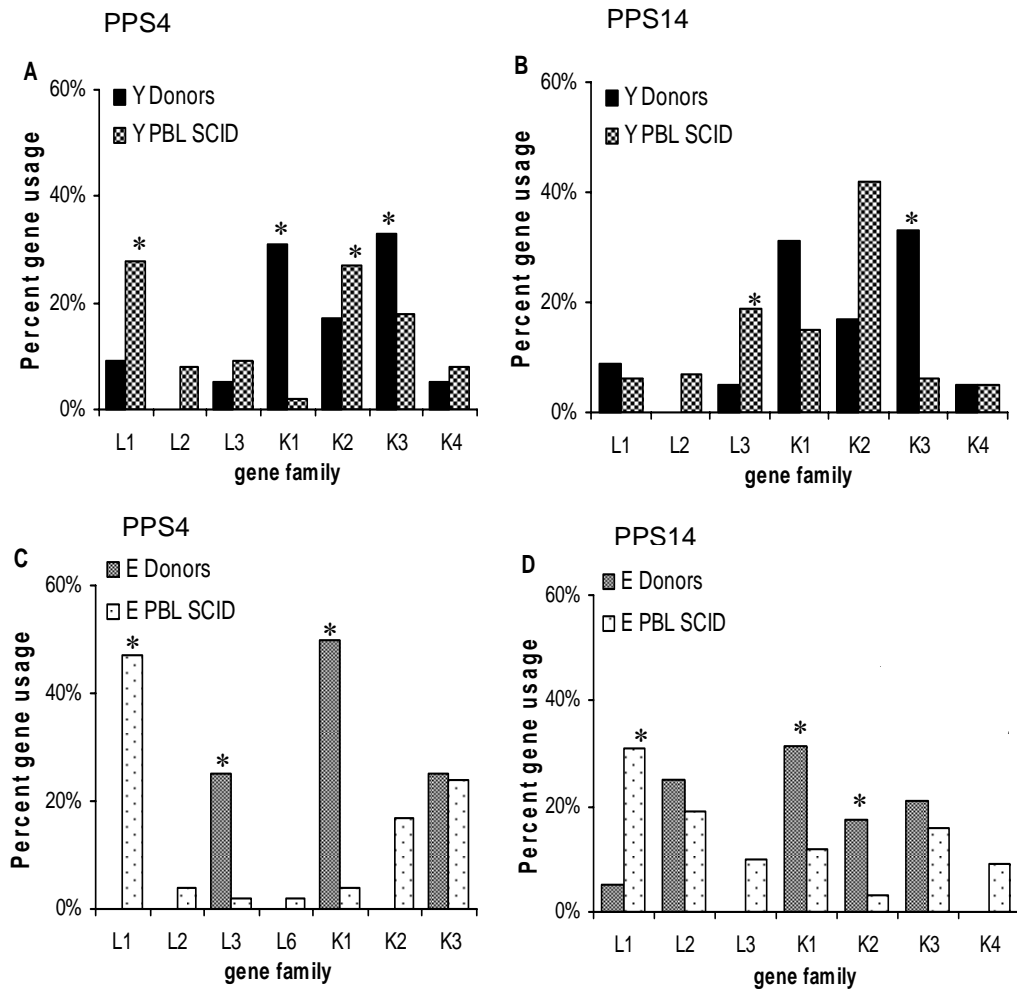 PPS4
A
60%
40%
20%
0%
Percent gene usage
Y Donors
Y PBL SCID
*
*
*
*
L1 L2 L3 K1 K2 K3 K4
gene family
PPS14
B
60%
40%
20%
0%
Percent gene usage
Y Donors
Y PBL SCID
*
*
L1 L2 L3 K1 K2 K3 K4
gene family
PPS4
C
60%
40%
20%
0%
Percent gene usage
E Donors
E PBL SCID
*
*
*
L1 L2 L3 L6 K1 K2 K3
gene family
PPS14
D
60%
40%
20%
0%
Percent gene usage
E Donors
E PBL SCID
*
*
*
L1 L2 L3 K1 K2 K3 K4
gene family